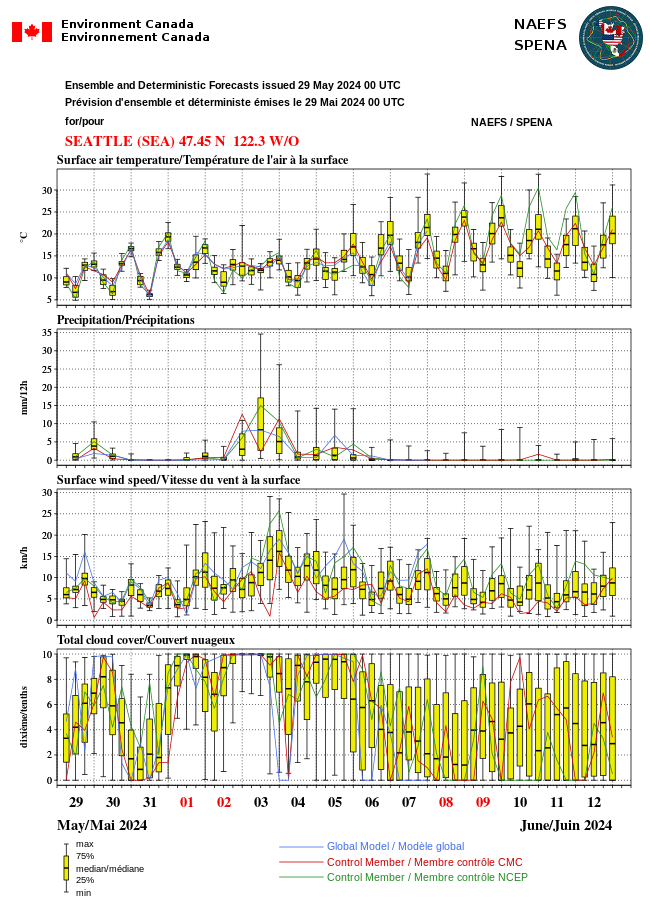 Environment Canada
Environnement Canada
NAEFS
SPENA
Ensemble and Deterministic Forecasts issued 29 May 2024 00 UTC
Prévision d'ensemble et déterministe émises le 29 Mai 2024 00 UTC
for/pour
NAEFS / SPENA
SEATTLE (SEA) 47.45 N 122.3 W/O
Surface air temperature/Température de l'air à la surface
°C
30
25
20
15
10
5
Precipitation/Précipitations
mm/12h
35
30
25
20
15
10
5
0
Surface wind speed/Vitesse du vent à la surface
km/h
30
25
20
15
10
5
0
Total cloud cover/Couvert nuageux
dixième/tenths
10
8
6
4
2
0
29 30 31 01 02 03 04 05 06 07 08 09 10 11 12
May/Mai 2024
June/Juin 2024
max
75%
median/médiane
25%
min
Global Model / Modèle global
Control Member / Membre contrôle CMC
Control Member / Membre contrôle NCEP